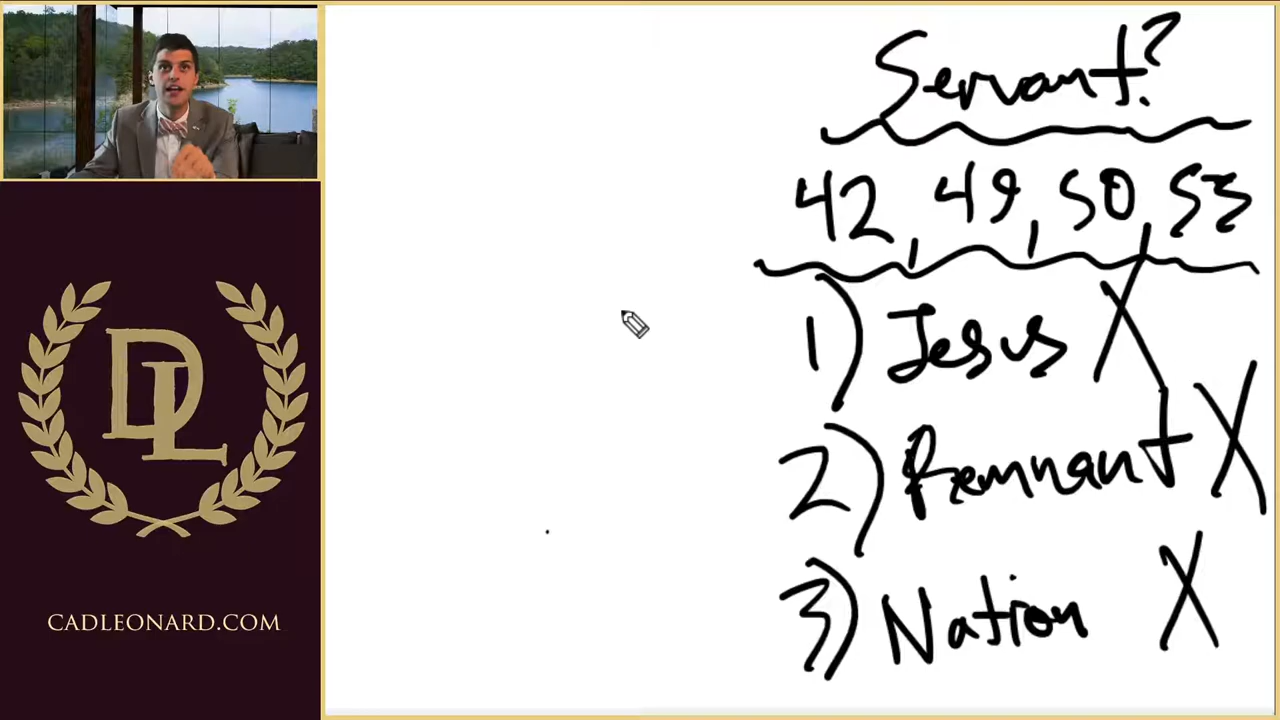 Servant?
42, 49, 50, 53
1) Jesus X
2) Remnant X
3) Nation X
DL
CADLEONARD.COM